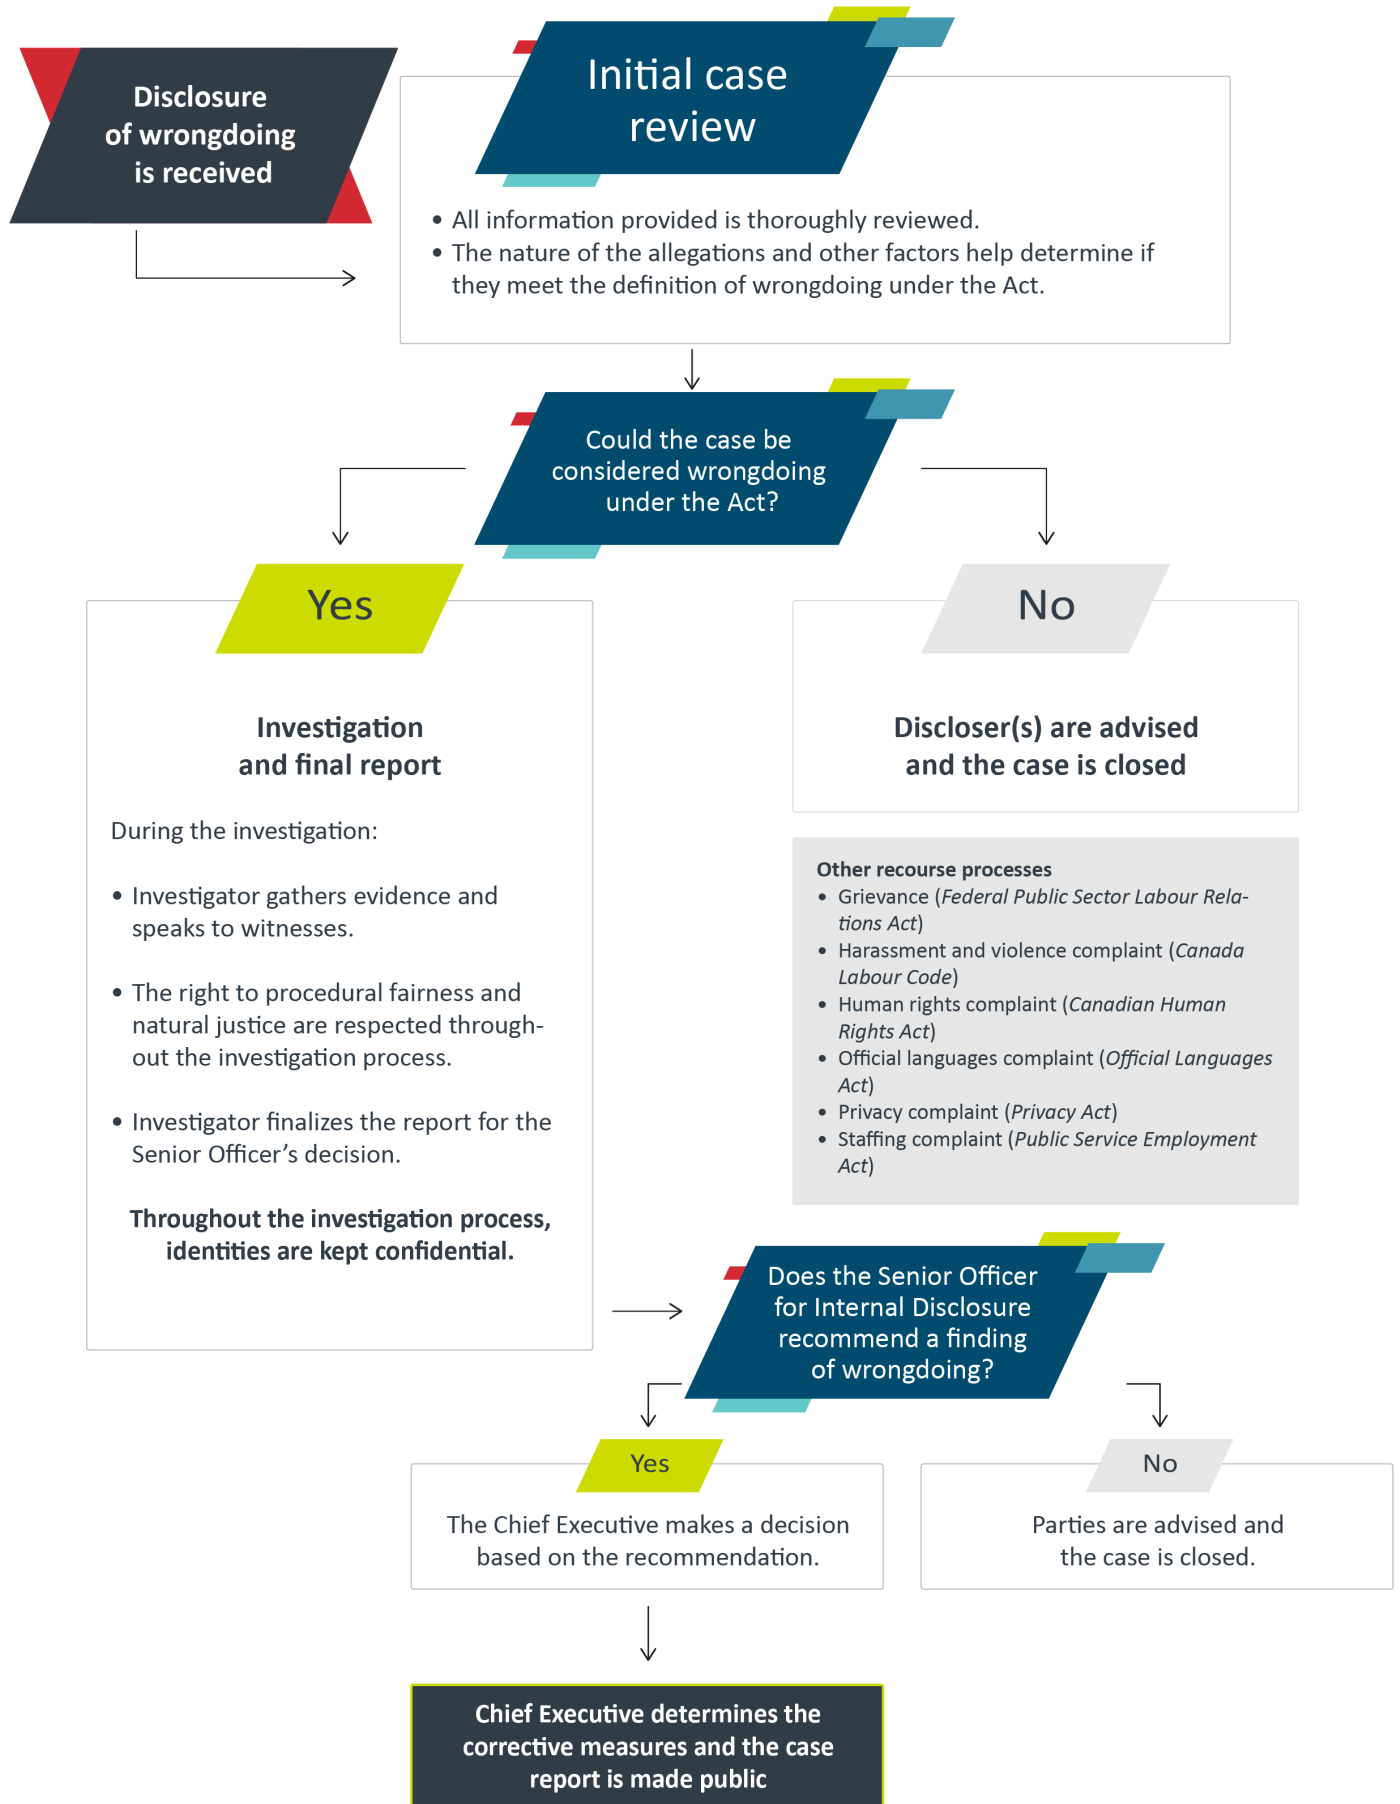 Disclosure
of wrongdoing
is received
Initial case
review
• All information provided is thoroughly reviewed.
• The nature of the allegations and other factors help determine if
they meet the definition of wrongdoing under the Act.
Could the case be
considered wrongdoing
under the Act?
Yes
Investigation
and final report
During the investigation:
• Investigator gathers evidence and
speaks to witnesses.
• The right to procedural fairness and
natural justice are respected through-
out the investigation process.
• Investigator finalizes the report for the
Senior Officer’s decision.
Throughout the investigation process,
identities are kept confidential.
No
Discloser(s) are advised
and the case is closed
Other recourse processes
• Grievance (Federal Public Sector Labour Rela-
tions Act)
• Harassment and violence complaint (Canada
Labour Code)
• Human rights complaint (Canadian Human
Rights Act)
• Official languages complaint (Official Languages
Act)
• Privacy complaint (Privacy Act)
• Staffing complaint (Public Service Employment
Act)
Does the Senior Officer
for Internal Disclosure
recommend a finding
of wrongdoing?
Yes
The Chief Executive makes a decision
based on the recommendation.
No
Parties are advised and
the case is closed.
Chief Executive determines the
corrective measures and the case
report is made public